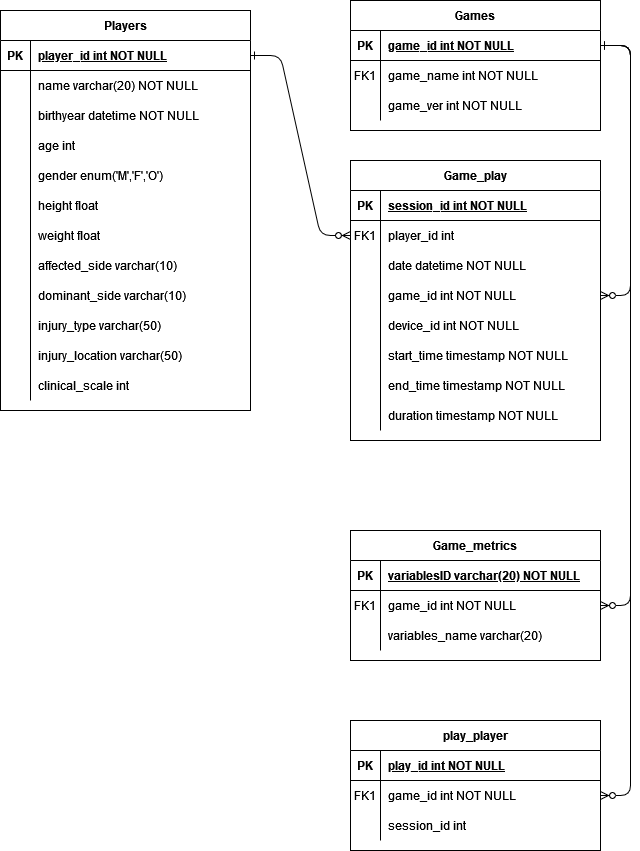 Players
PK player_id int NOT NULL
name varchar(20) NOT NULL
birthyear datetime NOT NULL
age int
gender enum('M','F','O')
height float
weight float
affected_side varchar(10)
dominant_side varchar(10)
injury_type varchar(50)
injury_location varchar(50)
clinical_scale int
Games
PK game_id int NOT NULL
FK1 game_name int NOT NULL
game_ver int NOT NULL
Game_play
PK session_id int NOT NULL
FK1 player_id int
date datetime NOT NULL
game_id int NOT NULL
device_id int NOT NULL
start_time timestamp NOT NULL
end_time timestamp NOT NULL
duration timestamp NOT NULL
Game_metrics
PK variablesID varchar(20) NOT NULL
FK1 game_id int NOT NULL
variables_name varchar(20)
play_player
PK play_id int NOT NULL
FK1 game_id int NOT NULL
session_id int